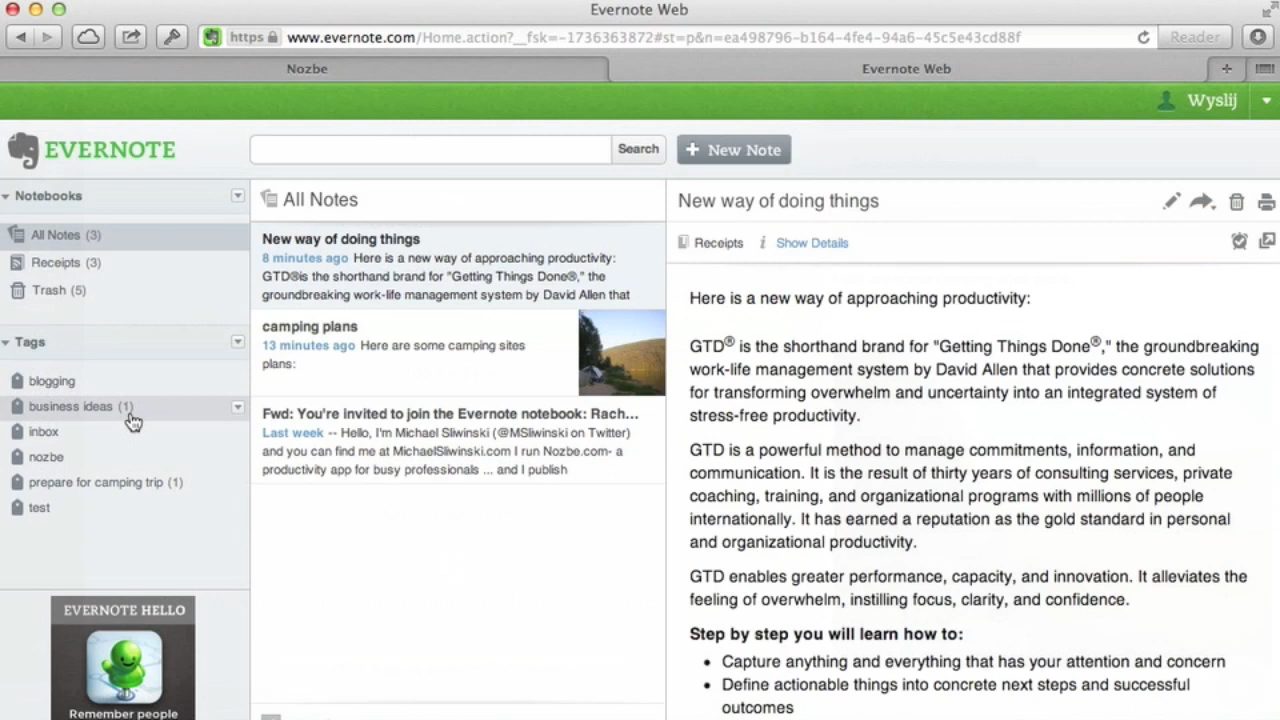 Evernote Web
https www.evernote.com/Home.action?__fsk=-1736363872#st=p&n=ea498796-b164-4fe4-94a6-45c5e43cd88f
Reader
Nozbe
Evernote Web
+
Wyslij
EVERNOTE
Search
+ New Note
Notebooks
All Notes (3)
Receipts (3)
Trash (5)
Tags
blogging
business ideas (1)
inbox
nozbe
prepare for camping trip (1)
test
EVERNOTE HELLO
Remember people
All Notes
New way of doing things
8 minutes ago Here is a new way of approaching productivity:
GTD®is the shorthand brand for "Getting Things Done®," the
groundbreaking work-life management system by David Allen that
camping plans
13 minutes ago Here are some camping sites
plans:
Fwd: You're invited to join the Evernote notebook: Rach...
Last week -- Hello, I'm Michael Sliwinski (@MSliwinski on Twitter)
and you can find me at MichaelSliwinski.com I run Nozbe.com- a
productivity app for busy professionals ... and I publish
New way of doing things
Receipts i Show Details
Here is a new way of approaching productivity:
GTD® is the shorthand brand for "Getting Things Done®," the groundbreaking
work-life management system by David Allen that provides concrete solutions
for transforming overwhelm and uncertainty into an integrated system of
stress-free productivity.
GTD is a powerful method to manage commitments, information, and
communication. It is the result of thirty years of consulting services, private
coaching, training, and organizational programs with millions of people
internationally. It has earned a reputation as the gold standard in personal
and organizational productivity.
GTD enables greater performance, capacity, and innovation. It alleviates the
feeling of overwhelm, instilling focus, clarity, and confidence.
Step by step you will learn how to:
• Capture anything and everything that has your attention and concern
• Define actionable things into concrete next steps and successful
outcomes